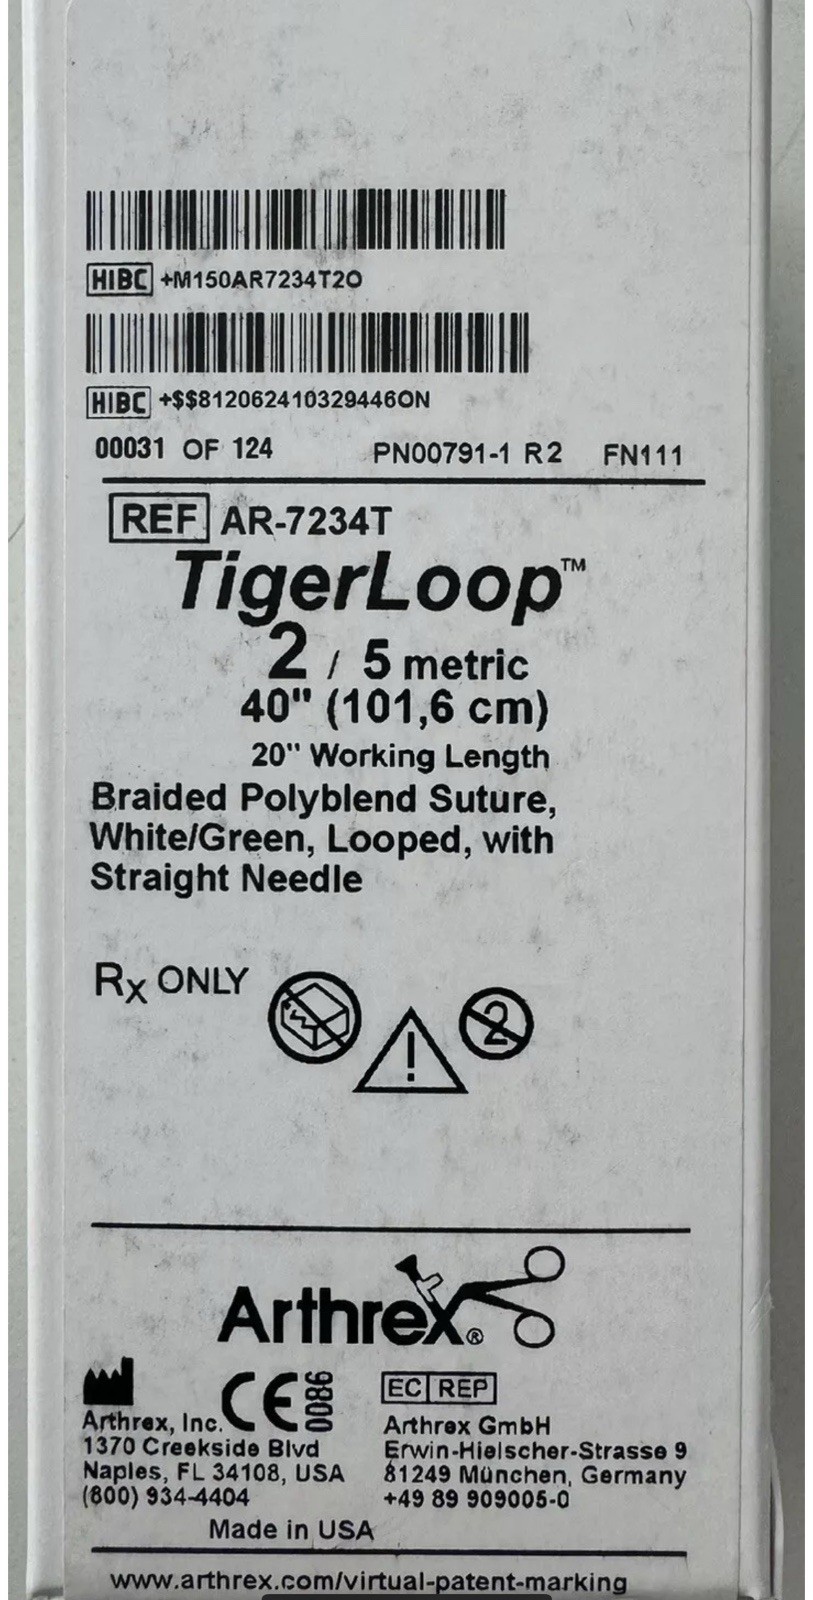 HIBC +M150AR7234T2O
HIBC +$$8120624103294460N
00031 OF 124 PN00791-1 R2 FN111
REF AR-7234T
TigerLoop™
2 / 5 metric
40" (101,6 cm)
20" Working Length
Braided Polyblend Suture,
White/Green, Looped, with
Straight Needle
Rx ONLY
2
Arthrex®
CE 0086
EC REP
Arthrex, Inc. Arthrex GmbH
1370 Creekside Blvd Erwin-Hielscher-Strasse 9
Naples, FL 34108, USA 81249 München, Germany
(800) 934-4404 +49 89 909005-0
Made in USA
www.arthrex.com/virtual-patent-marking